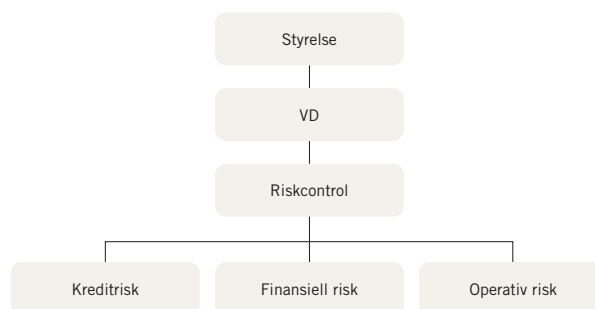 Styrelse
VD
Riskcontrol
Kreditrisk
Finansiell risk
Operativ risk